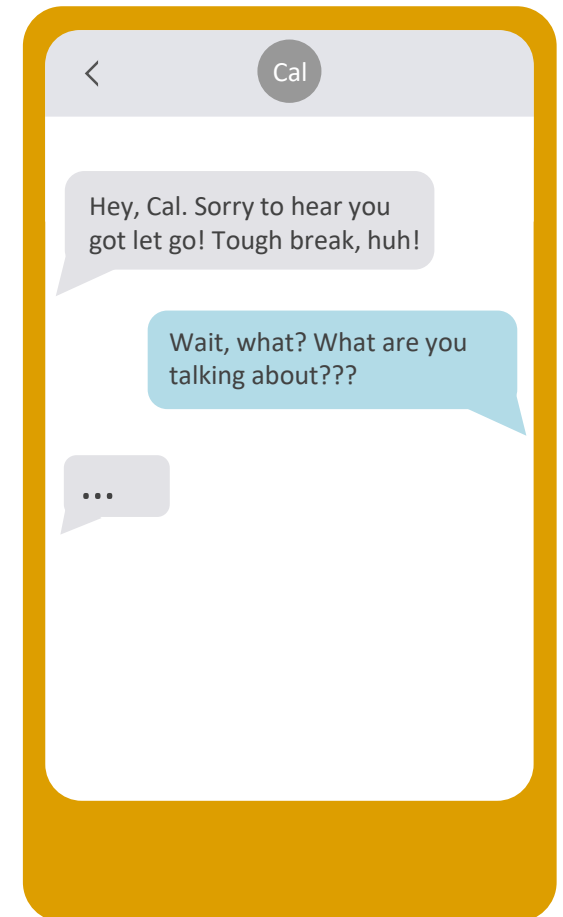 Cal
Hey, Cal. Sorry to hear you
got let go! Tough break, huh!
Wait, what? What are you
talking about???
...